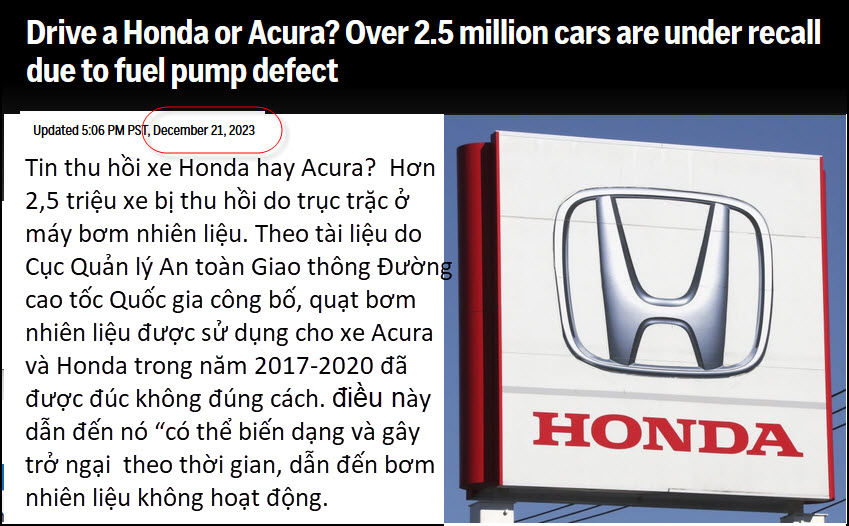 Drive a Honda or Acura? Over 2.5 million cars are under recall
due to fuel pump defect
Updated 5:06 PM PST, December 21, 2023
Tin thu hồi xe Honda hay Acura?  Hơn
2,5 triệu xe bị thu hồi do trục trặc ở
máy bơm nhiên liệu. Theo tài liệu do
Cục Quản lý An toàn Giao thông Đường
cao tốc Quốc gia công bố, quạt bơm
nhiên liệu được sử dụng cho xe Acura
và Honda trong năm 2017-2020 đã
được đúc không đúng cách. điều này
dẫn đến nó “có thể biến dạng và gây
trở ngại  theo thời gian, dẫn đến bơm
nhiên liệu không hoạt động.
HONDA